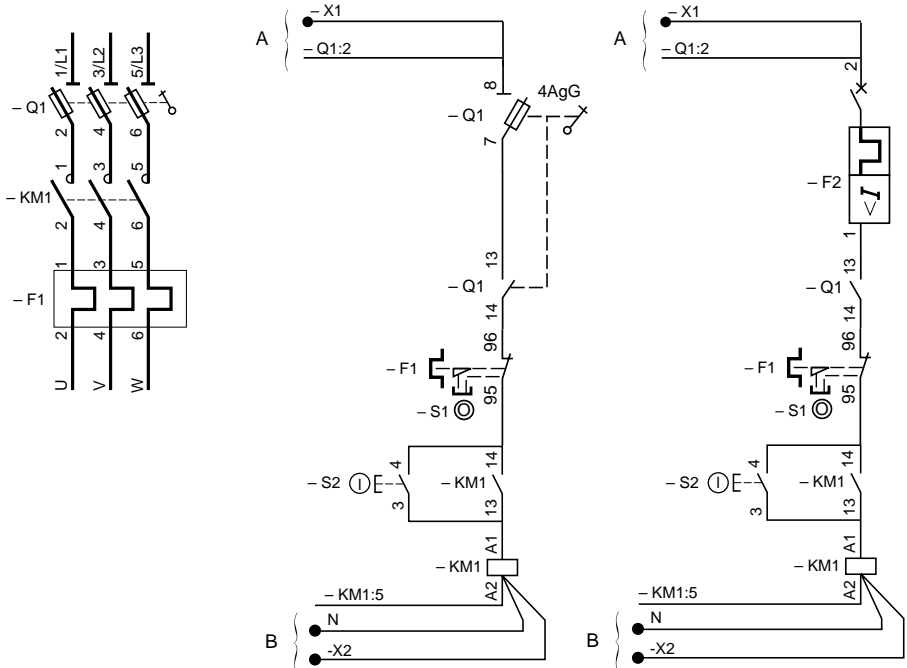 1/L1 3/L2 5/L3
– Q1
2 4 6
1 3 5
– KM1
2 4 6
1 3 5
– F1
2 4 6
U V W
A
– X1
– Q1:2
8
4AgG
– Q1
7
13
– Q1
14
96
– F1
95
– S1
4 14
– S2 I – KM1
3 13
A1
– KM1
A2
– KM1:5
B
N
-X2
A
– X1
– Q1:2
2
– F2
I >
1
13
– Q1
14
96
– F1
95
– S1
4 14
– S2 I – KM1
3 13
A1
– KM1
A2
– KM1:5
B
N
-X2